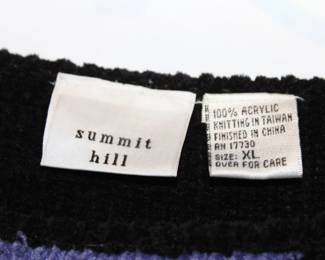 summit
hill
100% ACRYLIC
KNITTING IN TAIWAN
FINISHED IN CHINA
RN 17730
SIZE: XL
OVER FOR CARE